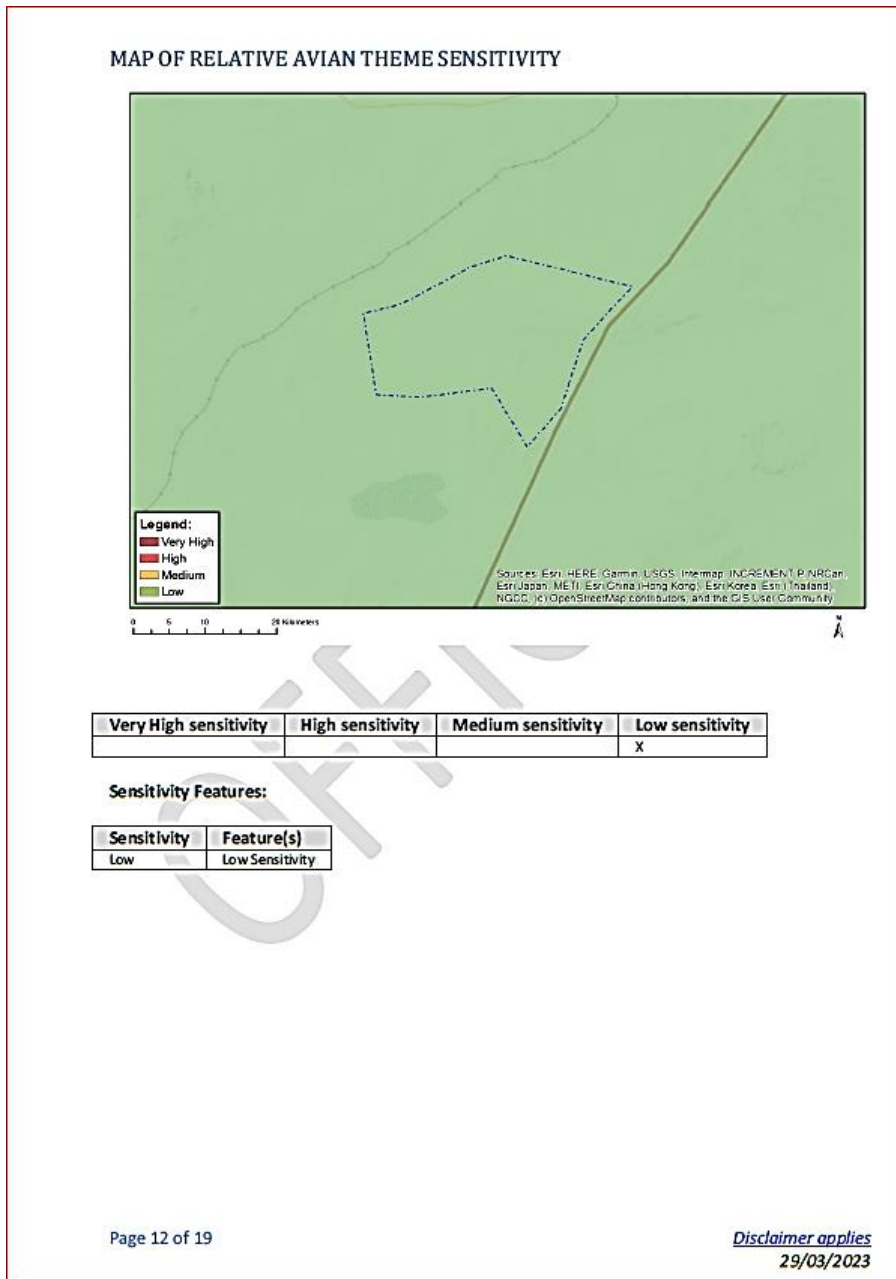 MAP OF RELATIVE AVIAN THEME SENSITIVITY
Legend:
Very High
High
Medium
Low
Sources: Esri, HERE, Garmin, USGS, Intermap, INCREMENT P, NRCan,
Esri Japan, METI, Esri China (Hong Kong), Esri Korea, Esri (Thailand),
NGCC, (c) OpenStreetMap contributors, and the GIS User Community
0 5 10 20 Kilometers
N
Very High sensitivity High sensitivity Medium sensitivity Low sensitivity
X
Sensitivity Features:
Sensitivity Feature(s)
Low Low Sensitivity
Page 12 of 19
Disclaimer applies
29/03/2023